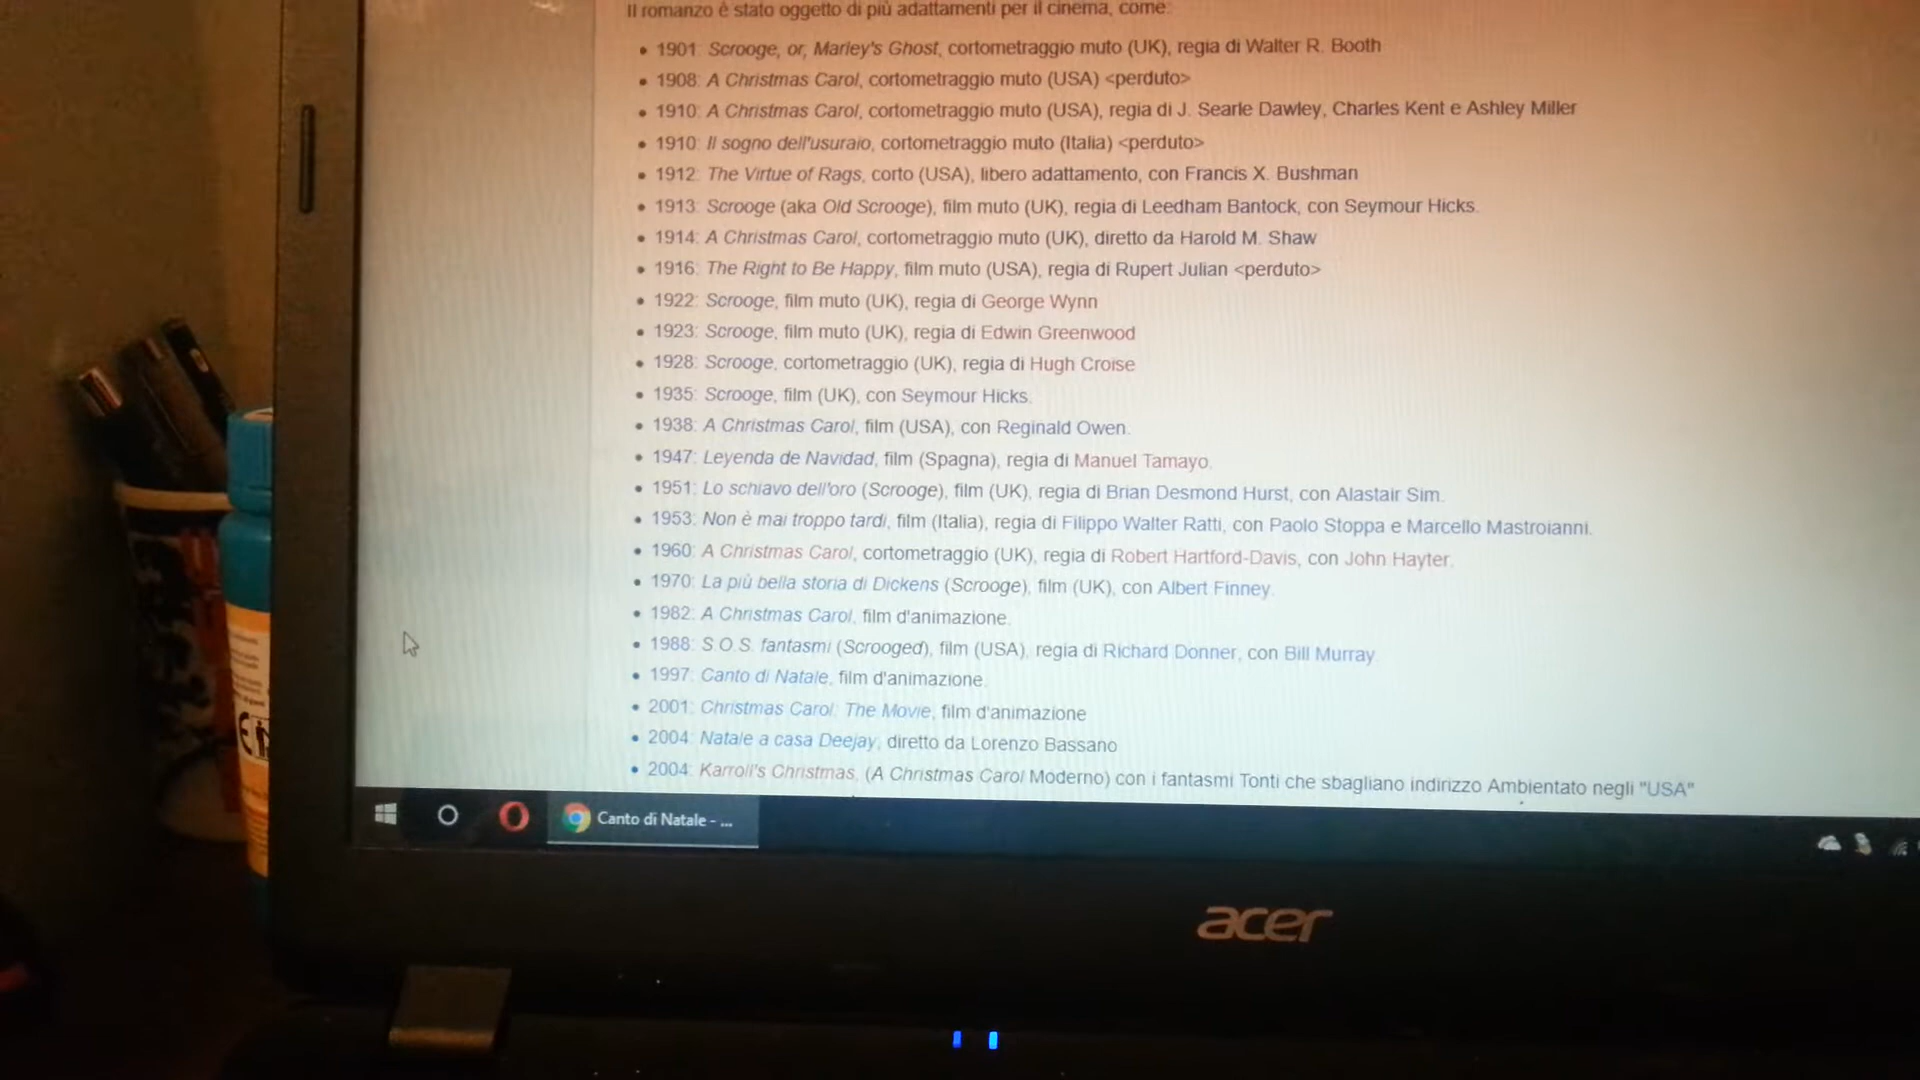 Il romanzo è stato oggetto di più adattamenti per il cinema, come:
• 1901: Scrooge, or, Marley's Ghost, cortometraggio muto (UK), regia di Walter R. Booth
• 1908: A Christmas Carol, cortometraggio muto (USA) <perduto>
• 1910: A Christmas Carol, cortometraggio muto (USA), regia di J. Searle Dawley, Charles Kent e Ashley Miller
• 1910: Il sogno dell'usuraio, cortometraggio muto (Italia) <perduto>
• 1912: The Virtue of Rags, corto (USA), libero adattamento, con Francis X. Bushman
• 1913: Scrooge (aka Old Scrooge), film muto (UK), regia di Leedham Bantock, con Seymour Hicks.
• 1914: A Christmas Carol, cortometraggio muto (UK), diretto da Harold M. Shaw
• 1916: The Right to Be Happy, film muto (USA), regia di Rupert Julian <perduto>
• 1922: Scrooge, film muto (UK), regia di George Wynn
• 1923: Scrooge, film muto (UK), regia di Edwin Greenwood
• 1928: Scrooge, cortometraggio (UK), regia di Hugh Croise
• 1935: Scrooge, film (UK), con Seymour Hicks.
• 1938: A Christmas Carol, film (USA), con Reginald Owen.
• 1947: Leyenda de Navidad, film (Spagna), regia di Manuel Tamayo.
• 1951: Lo schiavo dell'oro (Scrooge), film (UK), regia di Brian Desmond Hurst, con Alastair Sim.
• 1953: Non è mai troppo tardi, film (Italia), regia di Filippo Walter Ratti, con Paolo Stoppa e Marcello Mastroianni.
• 1960: A Christmas Carol, cortometraggio (UK), regia di Robert Hartford-Davis, con John Hayter.
• 1970: La più bella storia di Dickens (Scrooge), film (UK), con Albert Finney.
• 1982: A Christmas Carol, film d'animazione.
• 1988: S.O.S. fantasmi (Scrooged), film (USA), regia di Richard Donner, con Bill Murray.
• 1997: Canto di Natale, film d'animazione.
• 2001: Christmas Carol: The Movie, film d'animazione
• 2004: Natale a casa Deejay, diretto da Lorenzo Bassano
• 2004: Karroll's Christmas, (A Christmas Carol Moderno) con i fantasmi Tonti che sbagliano indirizzo Ambientato negli "USA"
Canto di Natale - ...
acer